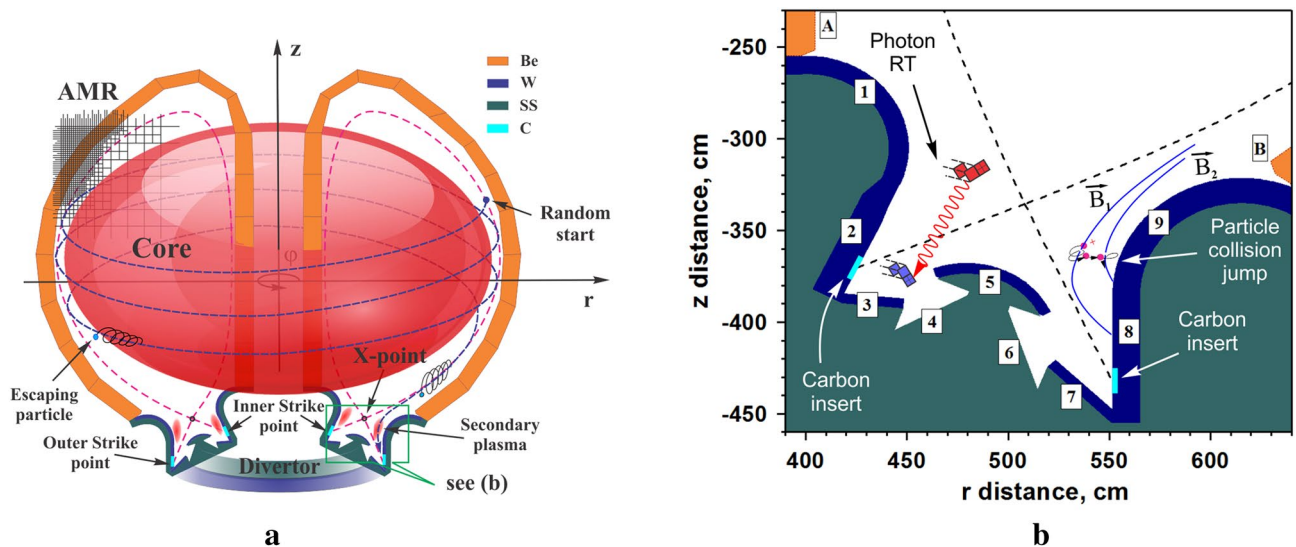 z
Be
W
SS
C
AMR
Core
φ
r
Random
start
Escaping
particle
X-point
Inner Strike
point
Secondary
plasma
Outer Strike
point
Divertor
see (b)
a
-250
-300
-350
-400
-450
z distance, cm
400
450
500
550
600
r distance, cm
A
Photon
RT
1
B
B₁
B₂
2
9
Particle
collision
jump
5
3
4
8
6
Carbon
insert
Carbon
insert
7
b